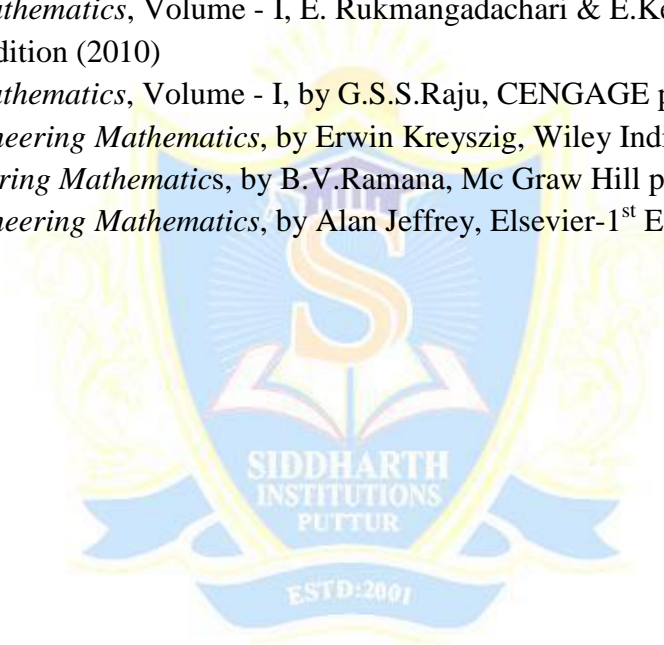 athematics, Volume - I, E. Rukmangadachari & E.Ke
dition (2010)
athematics, Volume - I, by G.S.S.Raju, CENGAGE p
neering Mathematics, by Erwin Kreyszig, Wiley Indi
ring Mathematics, by B.V.Ramana, Mc Graw Hill p
neering Mathematics, by Alan Jeffrey, Elsevier-1st E
S
SIDDHARTH
INSTITUTIONS
PUTTUR
ESTD:2001